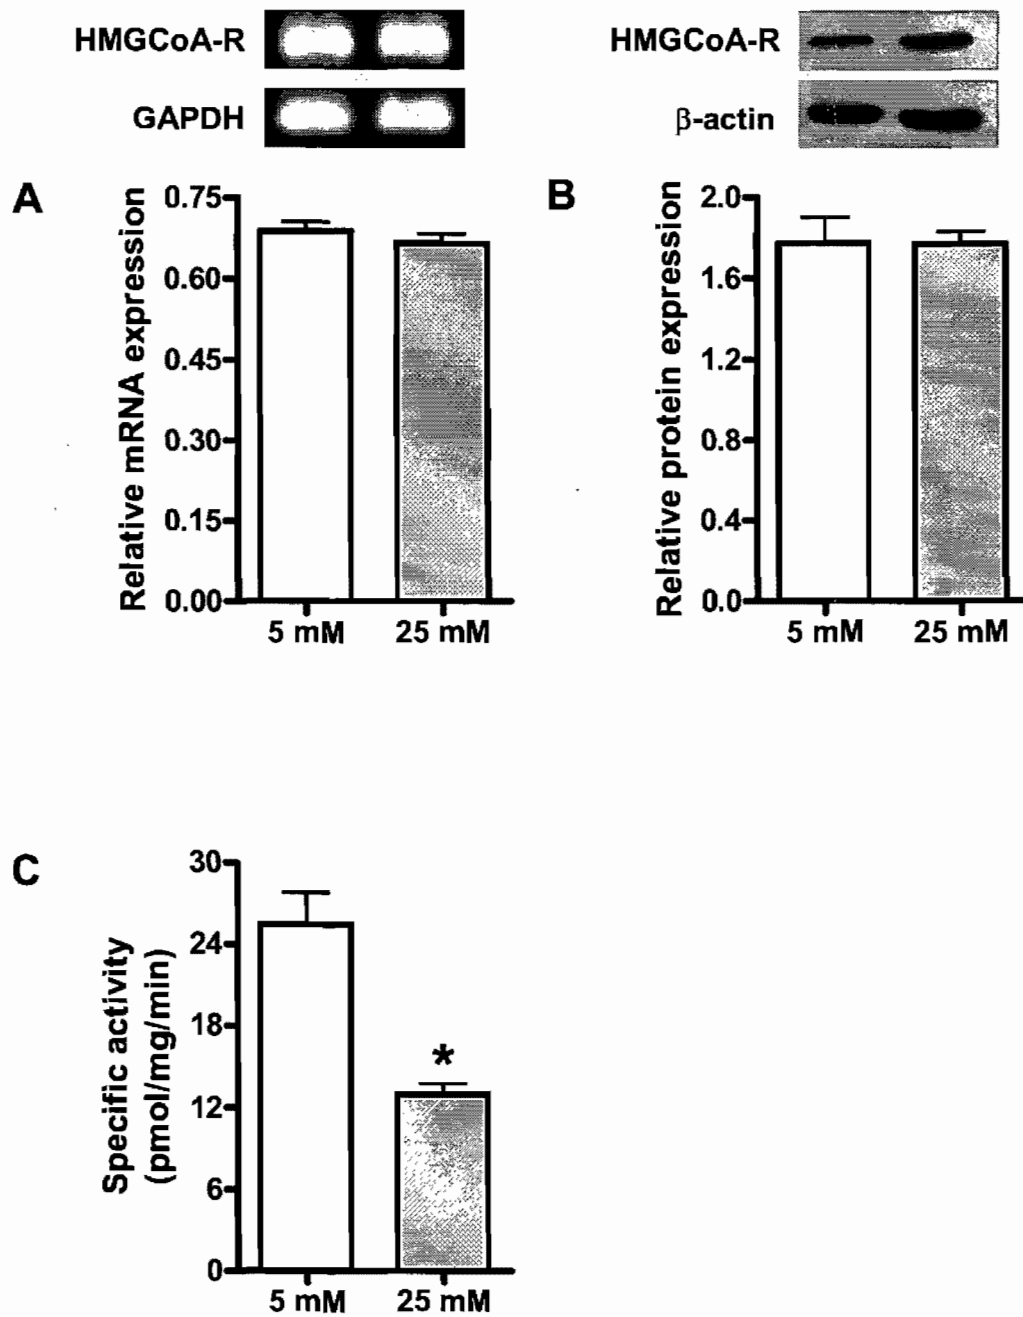 HMGCoA-R
GAPDH
HMGCoA-R
β-actin
A
Relative mRNA expression
0.75
0.60
0.45
0.30
0.15
0.00
5 mM 25 mM
B
Relative protein expression
2.0
1.6
1.2
0.8
0.4
0.0
5 mM 25 mM
C
Specific activity
(pmol/mg/min)
30
24
18
12
6
0
*
5 mM 25 mM